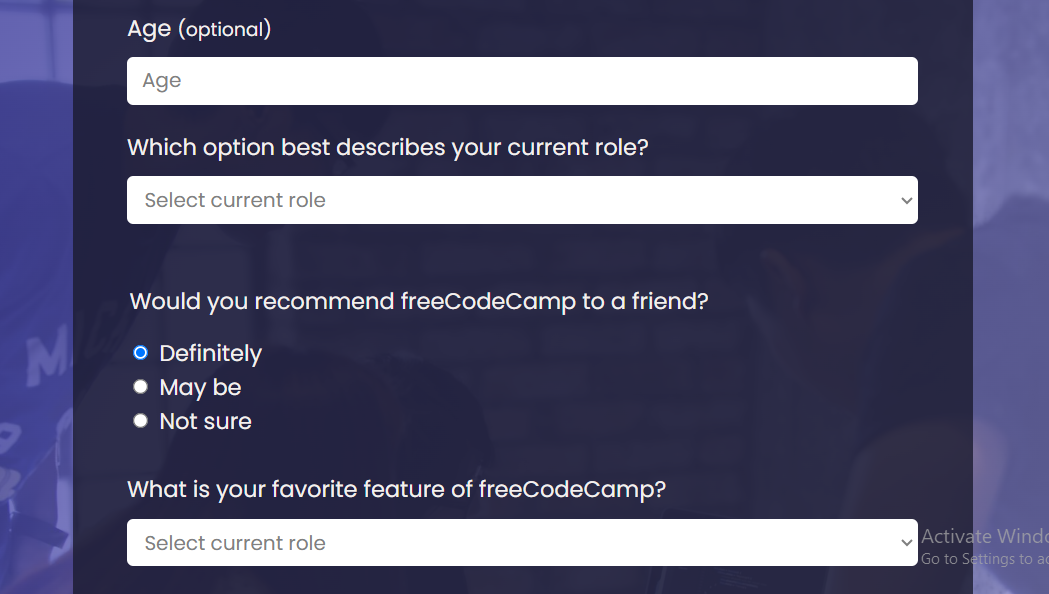 Age (optional)
Age
Which option best describes your current role?
Select current role
Would you recommend freeCodeCamp to a friend?
Definitely
May be
Not sure
What is your favorite feature of freeCodeCamp?
Select current role
Activate
Go to Settings to